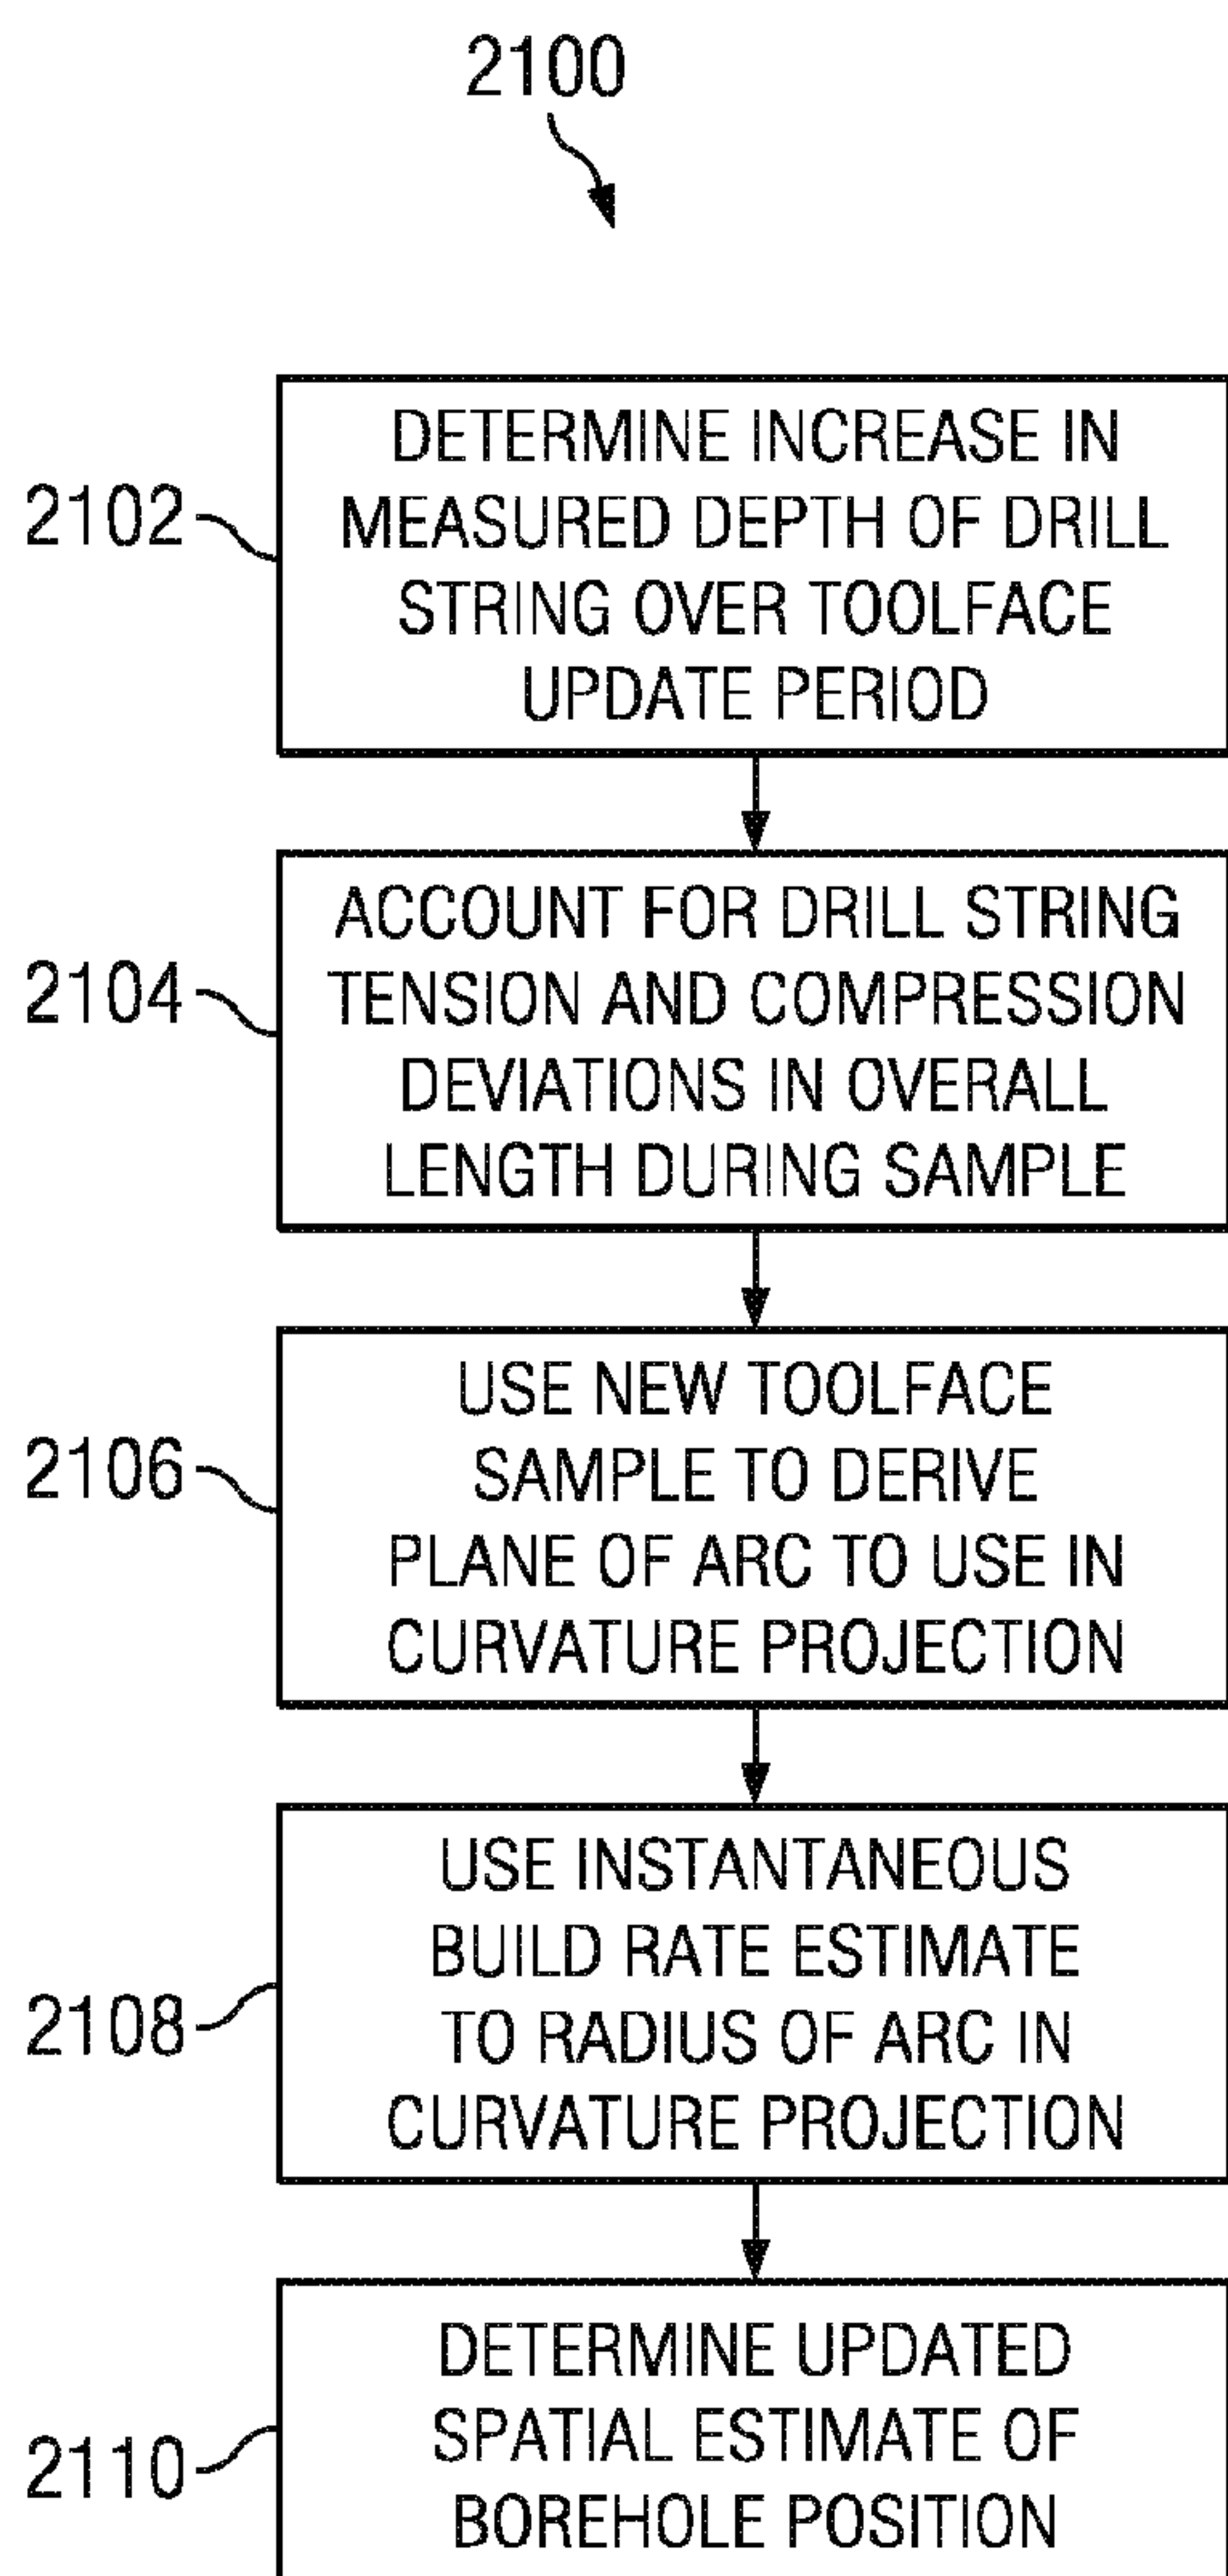 2100
2102
DETERMINE INCREASE IN
MEASURED DEPTH OF DRILL
STRING OVER TOOLFACE
UPDATE PERIOD
2104
ACCOUNT FOR DRILL STRING
TENSION AND COMPRESSION
DEVIATIONS IN OVERALL
LENGTH DURING SAMPLE
2106
USE NEW TOOLFACE
SAMPLE TO DERIVE
PLANE OF ARC TO USE IN
CURVATURE PROJECTION
2108
USE INSTANTANEOUS
BUILD RATE ESTIMATE
TO RADIUS OF ARC IN
CURVATURE PROJECTION
2110
DETERMINE UPDATED
SPATIAL ESTIMATE OF
BOREHOLE POSITION